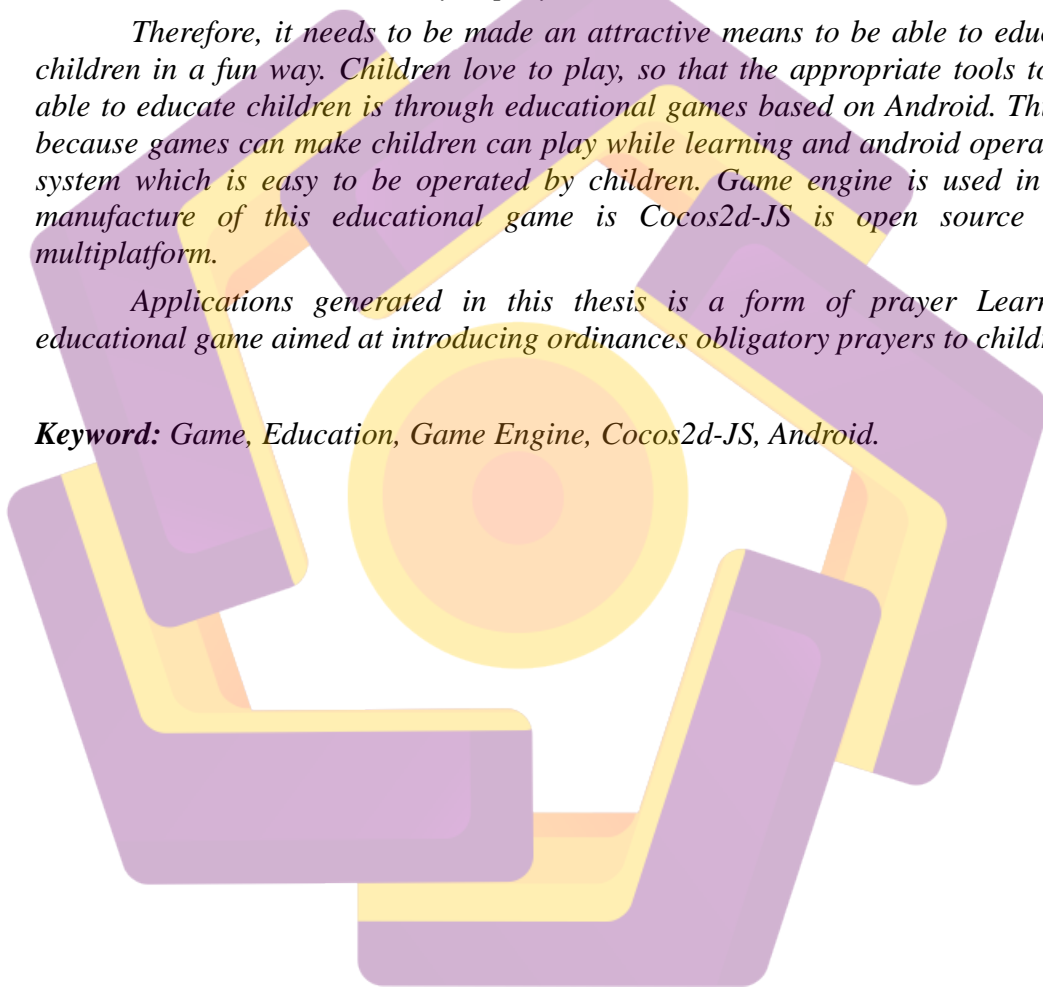 Therefore, it needs to be made an attractive means to be able to edu
children in a fun way. Children love to play, so that the appropriate tools to
able to educate children is through educational games based on Android. Thi
because games can make children can play while learning and android opera
system which is easy to be operated by children. Game engine is used in
manufacture of this educational game is Cocos2d-JS is open source
multiplatform.
Applications generated in this thesis is a form of prayer Learn
educational game aimed at introducing ordinances obligatory prayers to childr
Keyword: Game, Education, Game Engine, Cocos2d-JS, Android.